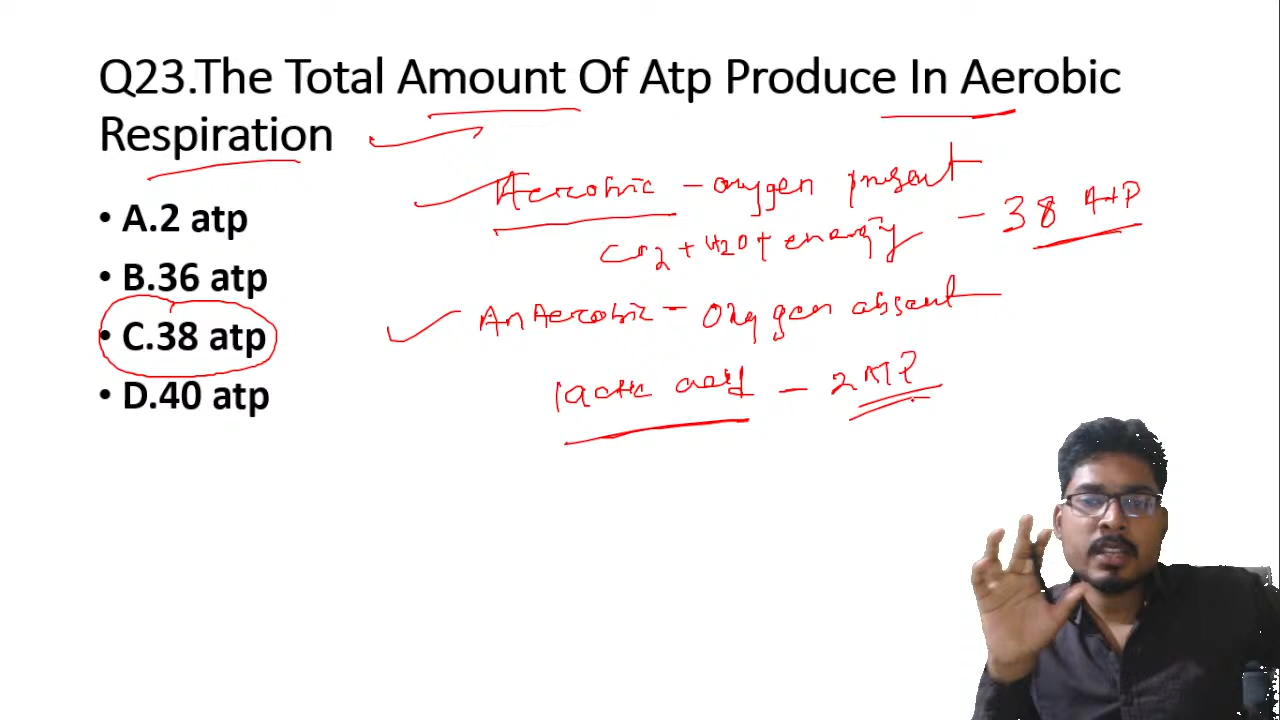 Q23.The Total Amount Of Atp Produce In Aerobic
Respiration
• A.2 atp
• B.36 atp
• C.38 atp
• D.40 atp
Aerobic - oxygen present
CO2 + H2O + energy - 38 ATP
AnAerobic - Oxygen absent
lactic acid - 2 ATP